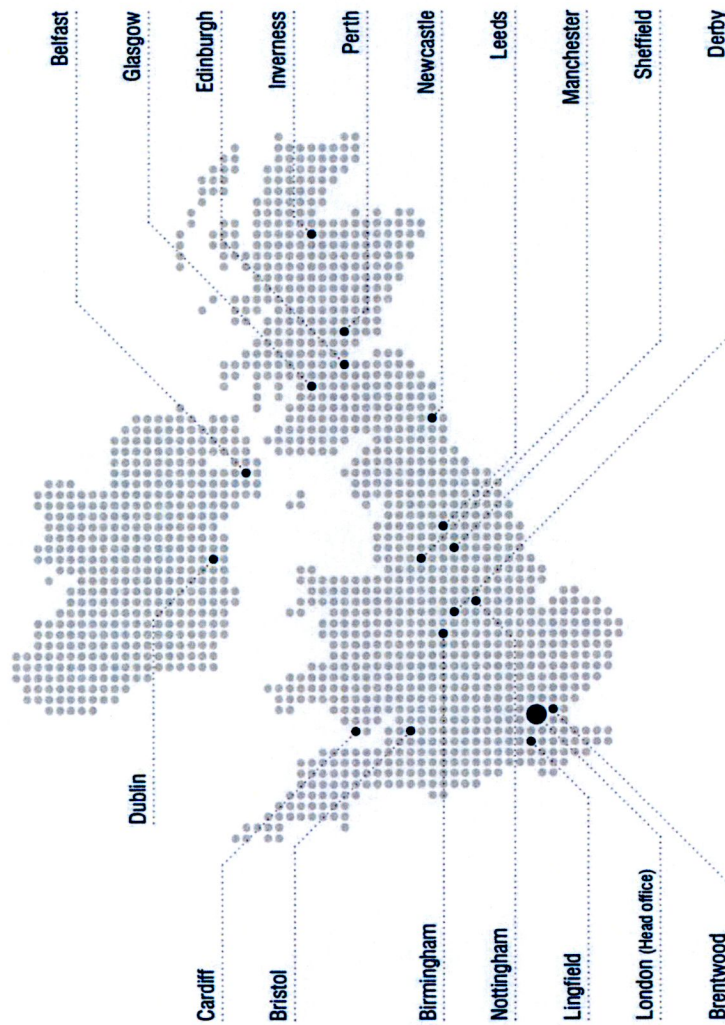 Belfast
Glasgow
Edinburgh
Inverness
Perth
Newcastle
Leeds
Manchester
Sheffield
Derby
Dublin
Cardiff
Bristol
Birmingham
Nottingham
Lingfield
London (Head office)
Brentwood